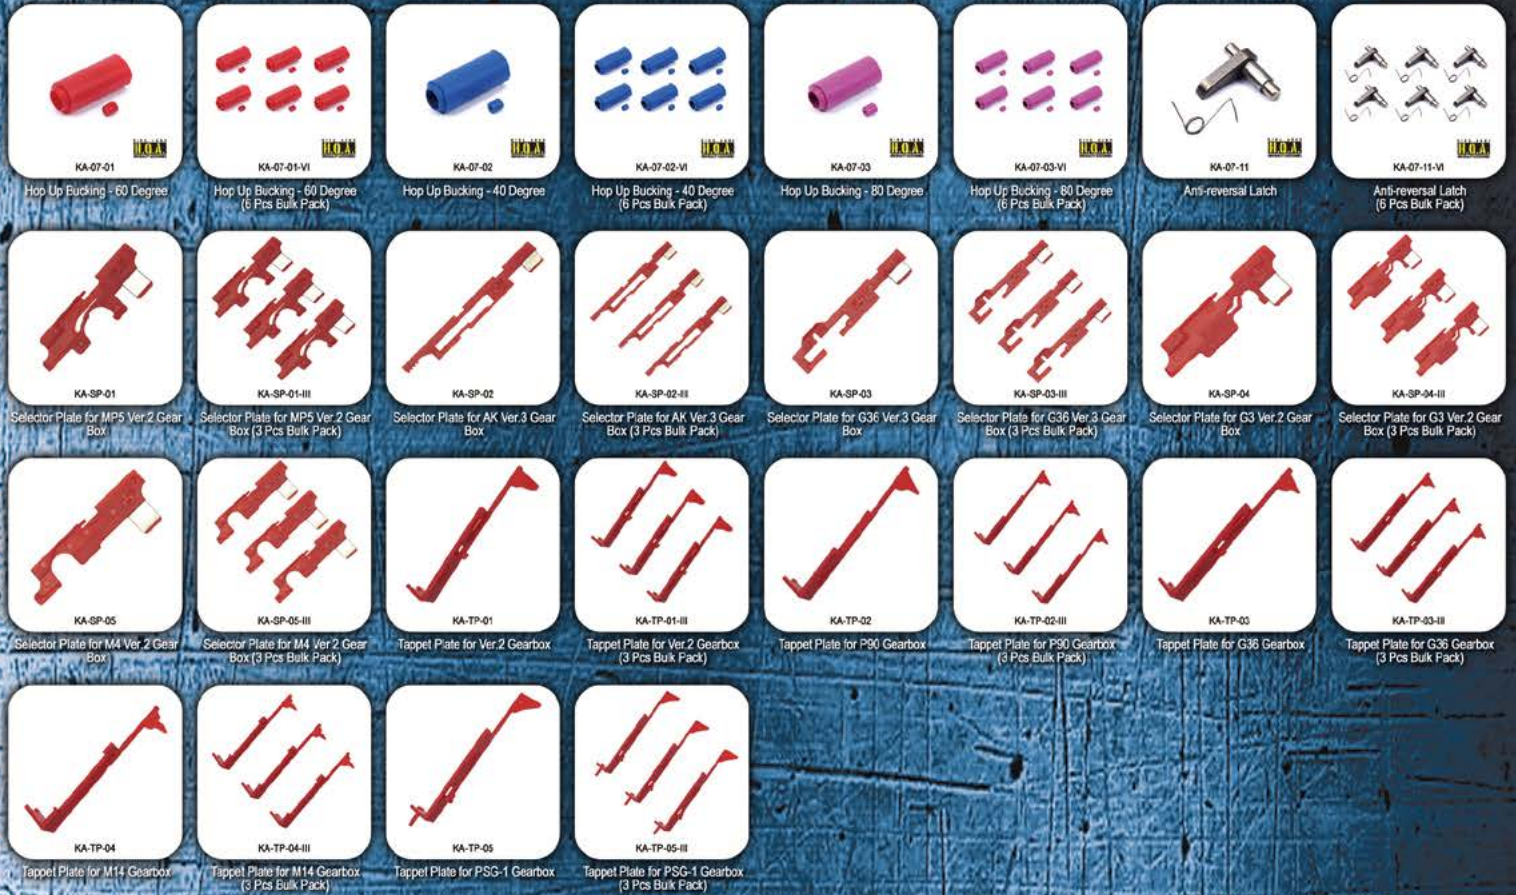 H.O.A.
KA-07-01
Hop Up Bucking - 60 Degree
H.O.A.
KA-07-01-VI
Hop Up Bucking - 60 Degree
(6 Pcs Bulk Pack)
H.O.A.
KA-07-02
Hop Up Bucking - 40 Degree
H.O.A.
KA-07-02-VI
Hop Up Bucking - 40 Degree
(6 Pcs Bulk Pack)
H.O.A.
KA-07-03
Hop Up Bucking - 80 Degree
H.O.A.
KA-07-03-VI
Hop Up Bucking - 80 Degree
(6 Pcs Bulk Pack)
H.O.A.
KA-07-11
Anti-reversal Latch
H.O.A.
KA-07-11-VI
Anti-reversal Latch
(6 Pcs Bulk Pack)
KA-SP-01
Selector Plate for MP5 Ver.2 Gear
Box
KA-SP-01-III
Selector Plate for MP5 Ver.2 Gear
Box (3 Pcs Bulk Pack)
KA-SP-02
Selector Plate for AK Ver.3 Gear
Box
KA-SP-02-III
Selector Plate for AK Ver.3 Gear
Box (3 Pcs Bulk Pack)
KA-SP-03
Selector Plate for G36 Ver.3 Gear
Box
KA-SP-03-III
Selector Plate for G36 Ver.3 Gear
Box (3 Pcs Bulk Pack)
KA-SP-04
Selector Plate for G3 Ver.2 Gear
Box
KA-SP-04-III
Selector Plate for G3 Ver.2 Gear
Box (3 Pcs Bulk Pack)
KA-SP-05
Selector Plate for M4 Ver.2 Gear
Box
KA-SP-05-III
Selector Plate for M4 Ver.2 Gear
Box (3 Pcs Bulk Pack)
KA-TP-01
Tappet Plate for Ver.2 Gearbox
KA-TP-01-III
Tappet Plate for Ver.2 Gearbox
(3 Pcs Bulk Pack)
KA-TP-02
Tappet Plate for P90 Gearbox
KA-TP-02-III
Tappet Plate for P90 Gearbox
(3 Pcs Bulk Pack)
KA-TP-03
Tappet Plate for G36 Gearbox
KA-TP-03-III
Tappet Plate for G36 Gearbox
(3 Pcs Bulk Pack)
KA-TP-04
Tappet Plate for M14 Gearbox
KA-TP-04-III
Tappet Plate for M14 Gearbox
(3 Pcs Bulk Pack)
KA-TP-05
Tappet Plate for PSG-1 Gearbox
KA-TP-05-III
Tappet Plate for PSG-1 Gearbox
(3 Pcs Bulk Pack)